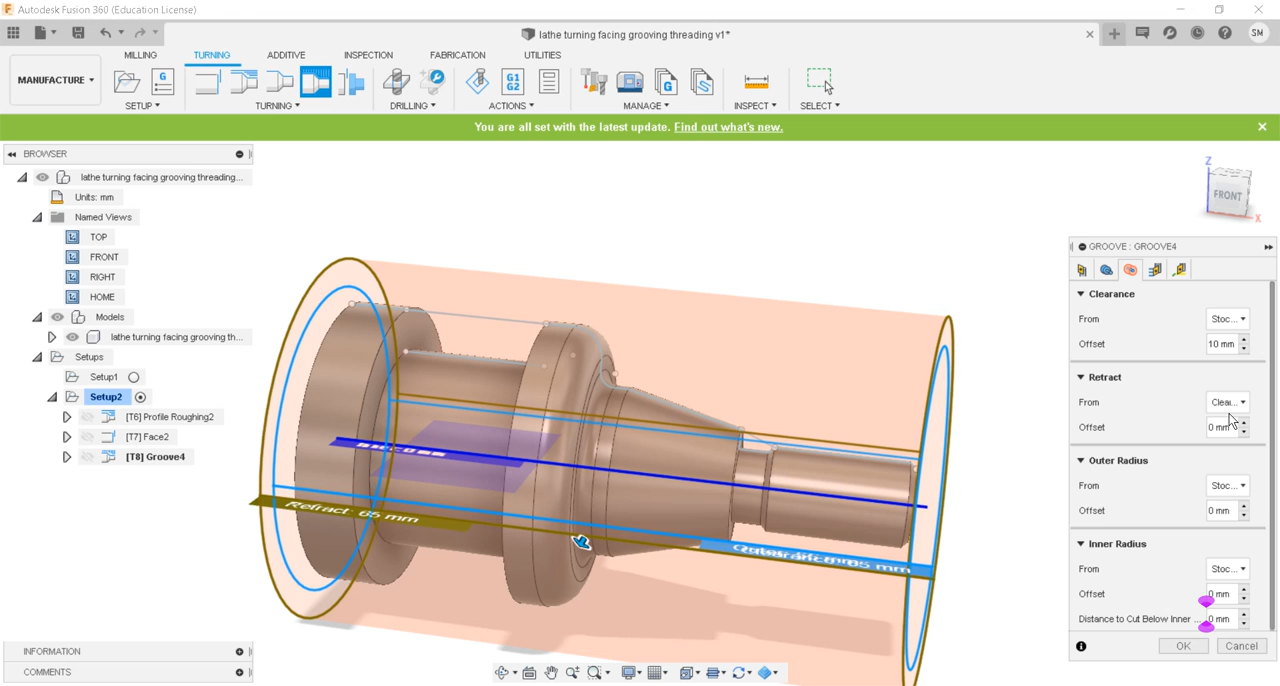 Autodesk Fusion 360 (Education License)
lathe turning facing grooving threading v1*
SM
MILLING TURNING ADDITIVE INSPECTION FABRICATION UTILITIES
MANUFACTURE
G
G1 G2
G
SETUP TURNING DRILLING ACTIONS MANAGE INSPECT SELECT
You are all set with the latest update. Find out what's new.
BROWSER
lathe turning facing grooving threading...
Units: mm
Named Views
TOP
FRONT
RIGHT
HOME
Models
lathe turning facing grooving th...
Setups
Setup1
Setup2
[T6] Profile Roughing2
[T7] Face2
[T8] Groove4
Z
FRONT
X
Retract 65 mm
GROOVE : GROOVE4
Clearance
From Stoc...
Offset 10 mm
Retract
From Clear...
Offset 0 mm
Outer Radius
From Stoc...
Offset 0 mm
Inner Radius
From Stoc...
Offset 0 mm
Distance to Cut Below Inner ... 0 mm
OK Cancel
INFORMATION
COMMENTS